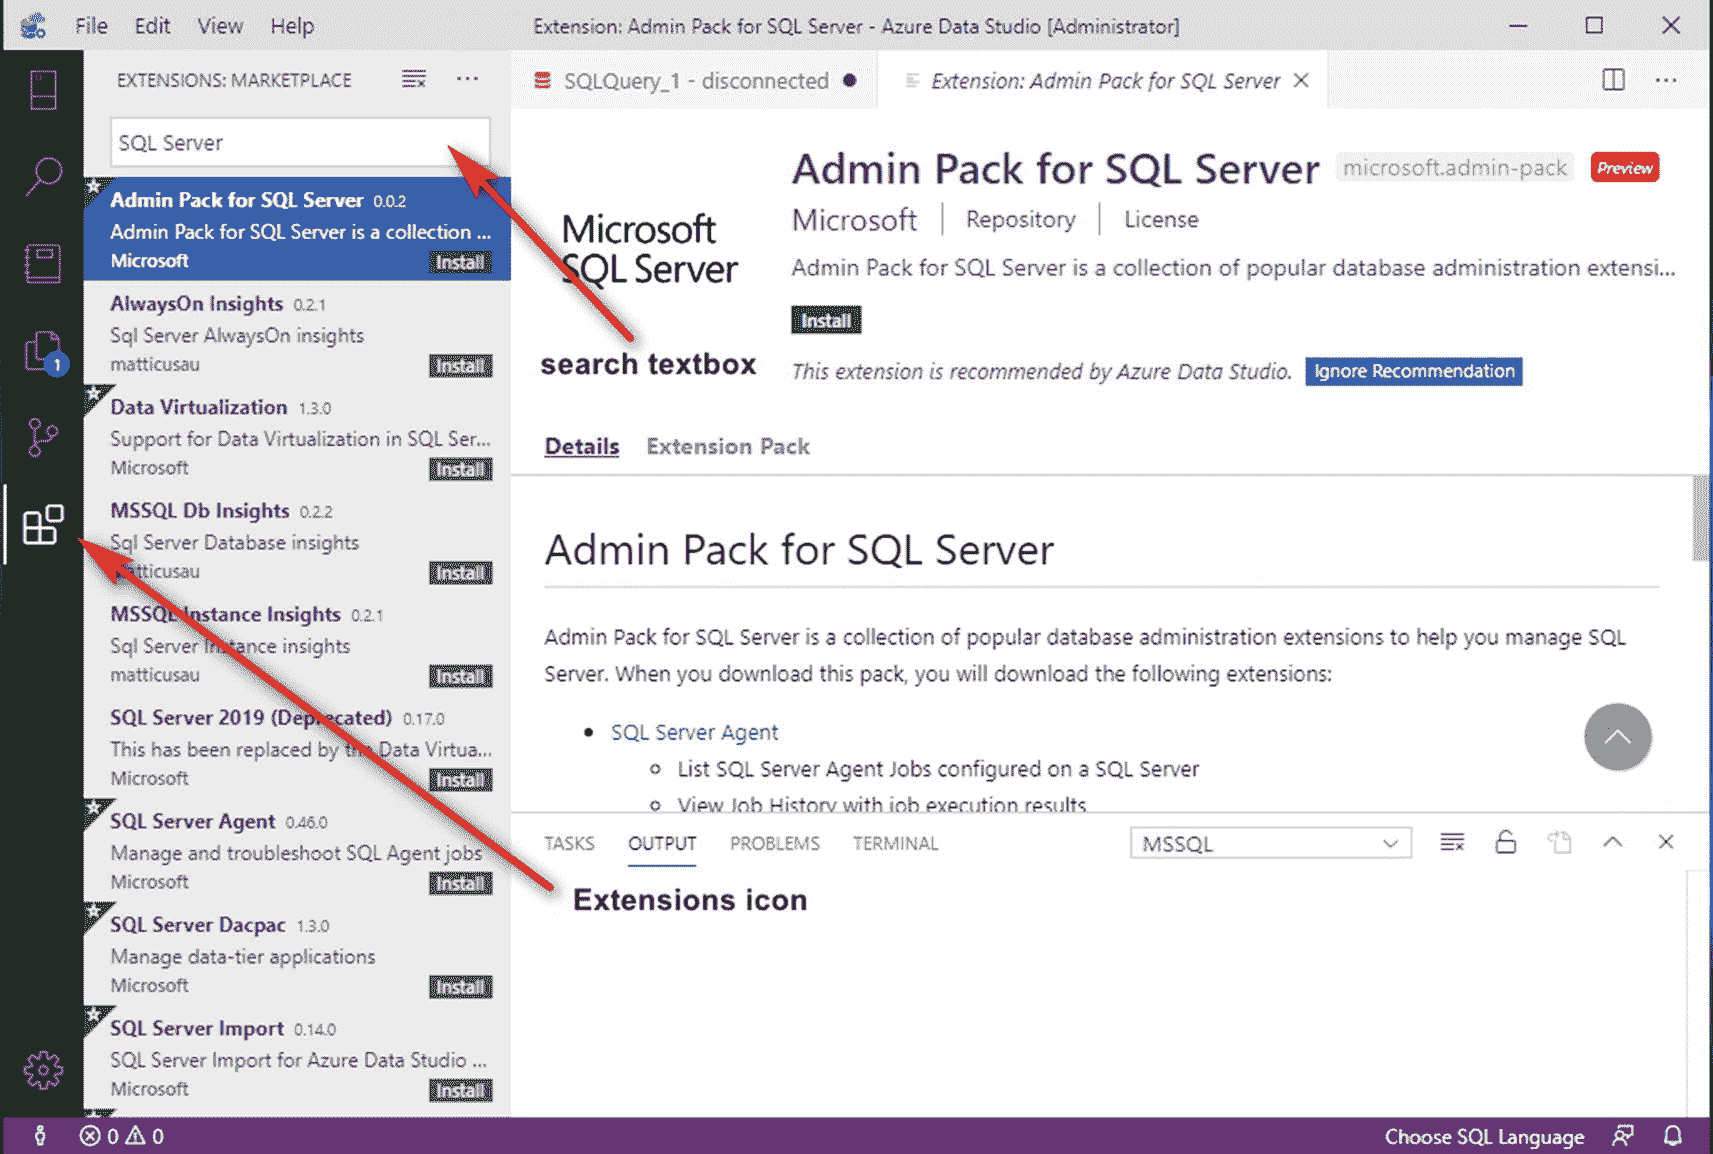 File Edit View Help
Extension: Admin Pack for SQL Server - Azure Data Studio [Administrator]
EXTENSIONS: MARKETPLACE
SQL Server
Admin Pack for SQL Server 0.0.2
Admin Pack for SQL Server is a collection ...
Microsoft
Install
AlwaysOn Insights 0.2.1
Sql Server AlwaysOn insights
matticusau
Install
Data Virtualization 1.3.0
Support for Data Virtualization in SQL Ser...
Microsoft
Install
MSSQL Db Insights 0.2.2
Sql Server Database insights
matticusau
Install
MSSQL Instance Insights 0.2.1
Sql Server Instance insights
matticusau
Install
SQL Server 2019 (Deprecated) 0.17.0
This has been replaced by the Data Virtua...
Microsoft
Install
SQL Server Agent 0.46.0
Manage and troubleshoot SQL Agent jobs
Microsoft
Install
SQL Server Dacpac 1.3.0
Manage data-tier applications
Microsoft
Install
SQL Server Import 0.14.0
SQL Server Import for Azure Data Studio ...
Microsoft
Install
1
SQLQuery_1 - disconnected
Extension: Admin Pack for SQL Server
Microsoft
SQL Server
Admin Pack for SQL Server microsoft.admin-pack Preview
Microsoft Repository License
Admin Pack for SQL Server is a collection of popular database administration extensi...
Install
search textbox
This extension is recommended by Azure Data Studio. Ignore Recommendation
Details Extension Pack
Admin Pack for SQL Server
Admin Pack for SQL Server is a collection of popular database administration extensions to help you manage SQL
Server. When you download this pack, you will download the following extensions:
SQL Server Agent
List SQL Server Agent Jobs configured on a SQL Server
View Job History with job execution results
TASKS OUTPUT PROBLEMS TERMINAL
MSSQL
Extensions icon
0 0
Choose SQL Language